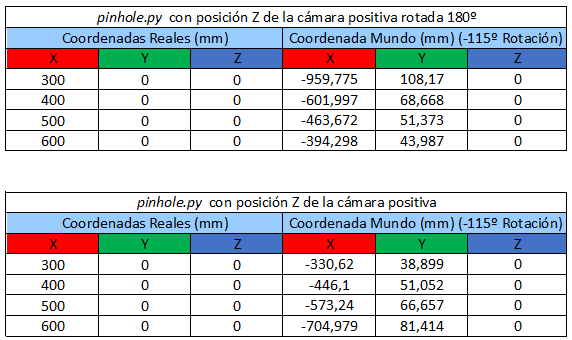 pinhole.py con posición Z de la cámara positiva rotada 180º
Coordenadas Reales (mm) Coordenada Mundo (mm) (-115º Rotación)
X Y Z X Y Z
300 0 0 -959,775 108,17 0
400 0 0 -601,997 68,668 0
500 0 0 -463,672 51,373 0
600 0 0 -394,298 43,987 0
pinhole.py con posición Z de la cámara positiva
Coordenadas Reales (mm) Coordenada Mundo (mm) (-115º Rotación)
X Y Z X Y Z
300 0 0 -330,62 38,899 0
400 0 0 -446,1 51,052 0
500 0 0 -573,24 66,657 0
600 0 0 -704,979 81,414 0